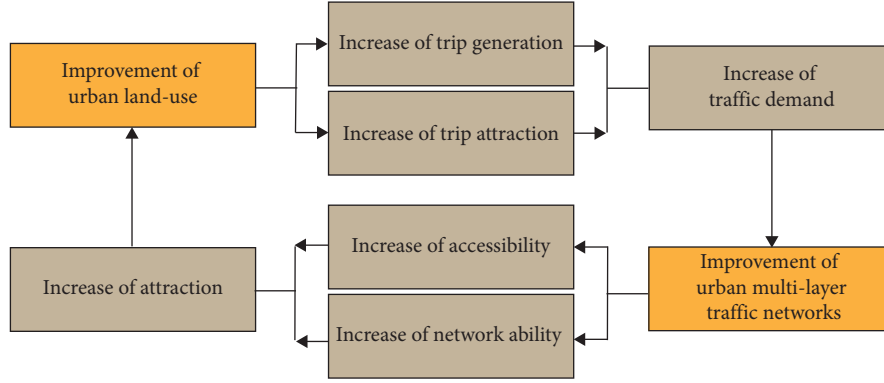 Improvement of
urban land-use
Increase of trip generation
Increase of trip attraction
Increase of
traffic demand
Increase of attraction
Increase of accessibility
Increase of network ability
Improvement of
urban multi-layer
traffic networks